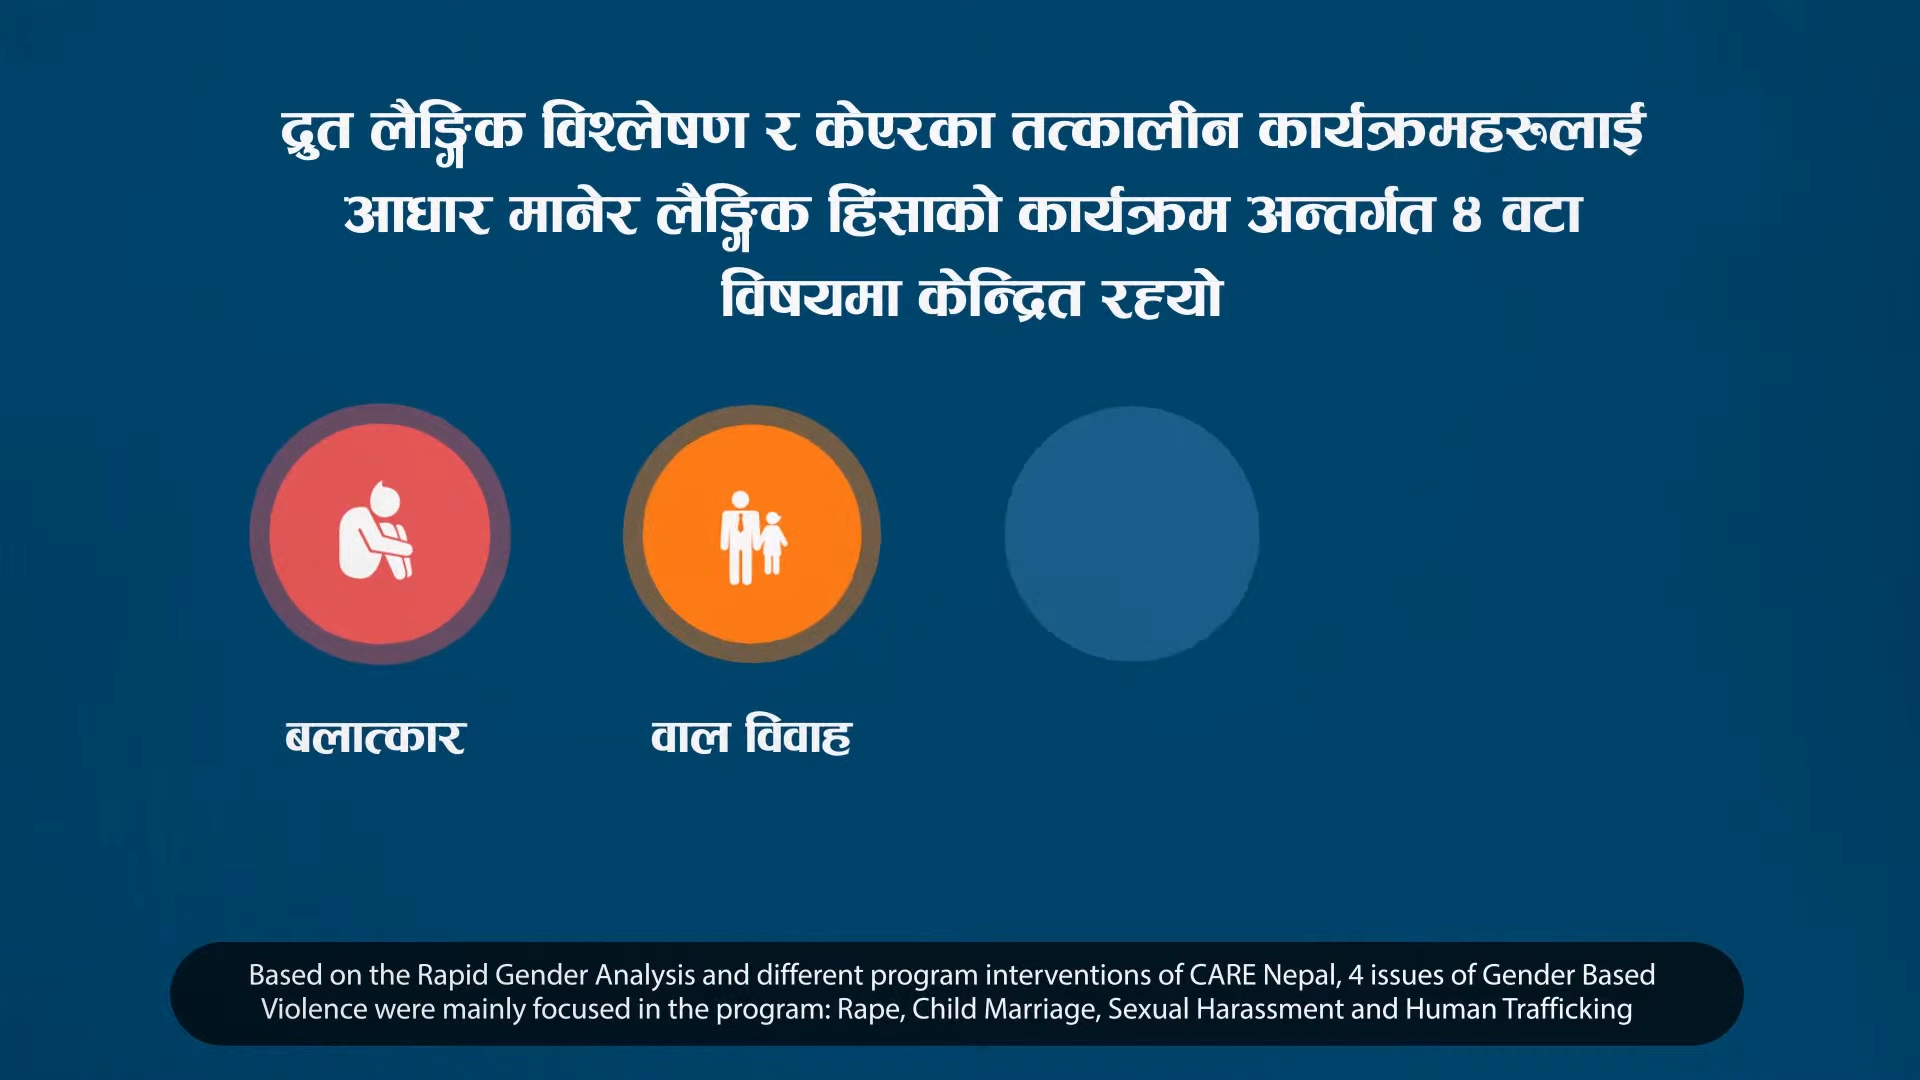 द्रुत लैङ्गिक विश्लेषण र केएरका तत्कालीन कार्यक्रमहरुलाई
आधार मानेर लैङ्गिक हिंसाको कार्यक्रम अन्तर्गत ४ वटा
विषयमा केन्द्रित रह्यो
बलात्कार
वाल विवाह
Based on the Rapid Gender Analysis and different program interventions of CARE Nepal, 4 issues of Gender Based
Violence were mainly focused in the program: Rape, Child Marriage, Sexual Harassment and Human Trafficking